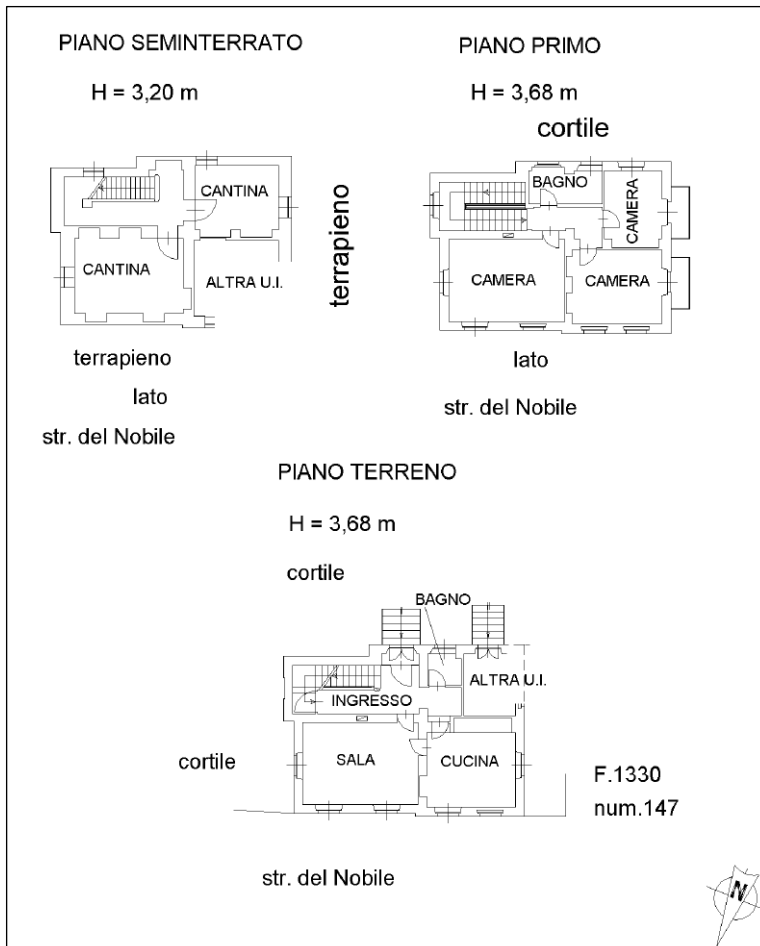 PIANO SEMINTERRATO
H = 3,20 m
CANTINA
CANTINA
ALTRA U.I.
terrapieno
terrapieno
lato
str. del Nobile
PIANO PRIMO
H = 3,68 m
cortile
BAGNO
CAMERA
CAMERA
CAMERA
lato
str. del Nobile
PIANO TERRENO
H = 3,68 m
cortile
BAGNO
ALTRA U.I.
INGRESSO
cortile
SALA
CUCINA
F.1330
num.147
str. del Nobile
N